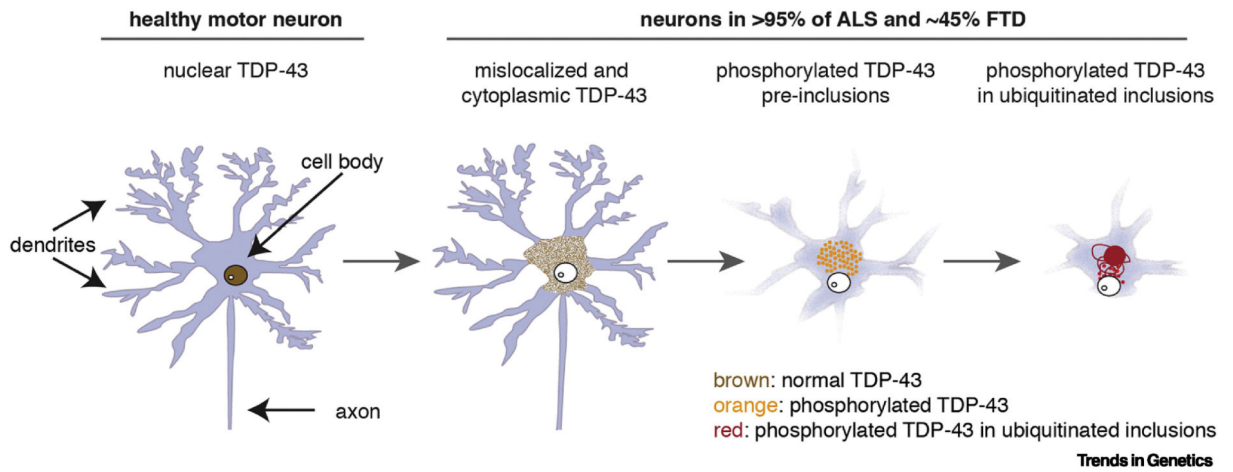 healthy motor neuron
neurons in >95% of ALS and ~45% FTD
nuclear TDP-43
mislocalized and
cytoplasmic TDP-43
phosphorylated TDP-43
pre-inclusions
phosphorylated TDP-43
in ubiquitinated inclusions
cell body
dendrites
axon
brown: normal TDP-43
orange: phosphorylated TDP-43
red: phosphorylated TDP-43 in ubiquitinated inclusions
Trends in Genetics